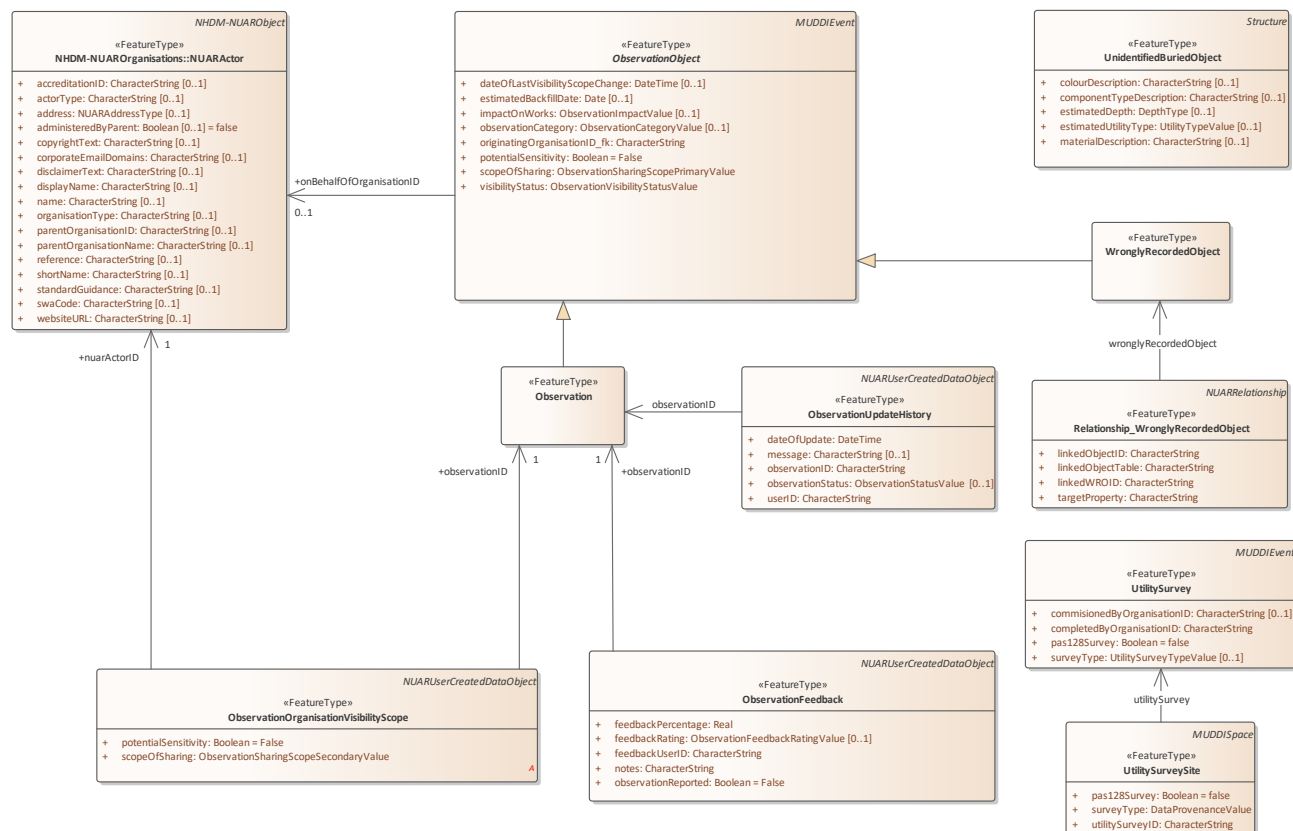 NHDM-NUARObject
«FeatureType»
NHDM-NUAROrganisations::NUARActor
+ accreditationID: CharacterString [0..1]
+ actorType: CharacterString [0..1]
+ address: NUARAddressType [0..1]
+ administeredByParent: Boolean [0..1] = false
+ copyrightText: CharacterString [0..1]
+ corporateEmailDomains: CharacterString [0..1]
+ disclaimerText: CharacterString [0..1]
+ displayName: CharacterString [0..1]
+ name: CharacterString [0..1]
+ organisationType: CharacterString [0..1]
+ parentOrganisationID: CharacterString [0..1]
+ parentOrganisationName: CharacterString [0..1]
+ reference: CharacterString [0..1]
+ shortName: CharacterString [0..1]
+ standardGuidance: CharacterString [0..1]
+ swaCode: CharacterString [0..1]
+ websiteURL: CharacterString [0..1]
MUDDIEvent
«FeatureType»
ObservationObject
+ dateOfLastVisibilityScopeChange: DateTime [0..1]
+ estimatedBackfillDate: Date [0..1]
+ impactOnWorks: ObservationImpactValue [0..1]
+ observationCategory: ObservationCategoryValue [0..1]
+ originatingOrganisationID_fk: CharacterString
+ potentialSensitivity: Boolean = False
+ scopeOfSharing: ObservationSharingScopePrimaryValue
+ visibilityStatus: ObservationVisibilityStatusValue
Structure
«FeatureType»
UnidentifiedBuriedObject
+ colourDescription: CharacterString [0..1]
+ componentTypeDescription: CharacterString [0..1]
+ estimatedDepth: DepthType [0..1]
+ estimatedUtilityType: UtilityTypeValue [0..1]
+ materialDescription: CharacterString [0..1]
+onBehalfOfOrganisationID
0..1
«FeatureType»
WronglyRecordedObject
wronglyRecordedObject
+nuarActorID
1
«FeatureType»
Observation
observationID
NUARUserCreatedDataObject
«FeatureType»
ObservationUpdateHistory
+ dateOfUpdate: DateTime
+ message: CharacterString [0..1]
+ observationID: CharacterString
+ observationStatus: ObservationStatusValue [0..1]
+ userID: CharacterString
NUARRelationship
«FeatureType»
Relationship_WronglyRecordedObject
+ linkedObjectID: CharacterString
+ linkedObjectTable: CharacterString
+ linkedWROID: CharacterString
+ targetProperty: CharacterString
+observationID
1
1
+observationID
MUDDIEvent
«FeatureType»
UtilitySurvey
+ commisionedByOrganisationID: CharacterString [0..1]
+ completedByOrganisationID: CharacterString
+ pas128Survey: Boolean = false
+ surveyType: UtilitySurveyTypeValue [0..1]
utilitySurvey
NUARUserCreatedDataObject
«FeatureType»
ObservationOrganisationVisibilityScope
+ potentialSensitivity: Boolean = False
+ scopeOfSharing: ObservationSharingScopeSecondaryValue
A
NUARUserCreatedDataObject
«FeatureType»
ObservationFeedback
+ feedbackPercentage: Real
+ feedbackRating: ObservationFeedbackRatingValue [0..1]
+ feedbackUserID: CharacterString
+ notes: CharacterString
+ observationReported: Boolean = False
MUDDISpace
«FeatureType»
UtilitySurveySite
+ pas128Survey: Boolean = false
+ surveyType: DataProvenanceValue
+ utilitySurveyID: CharacterString